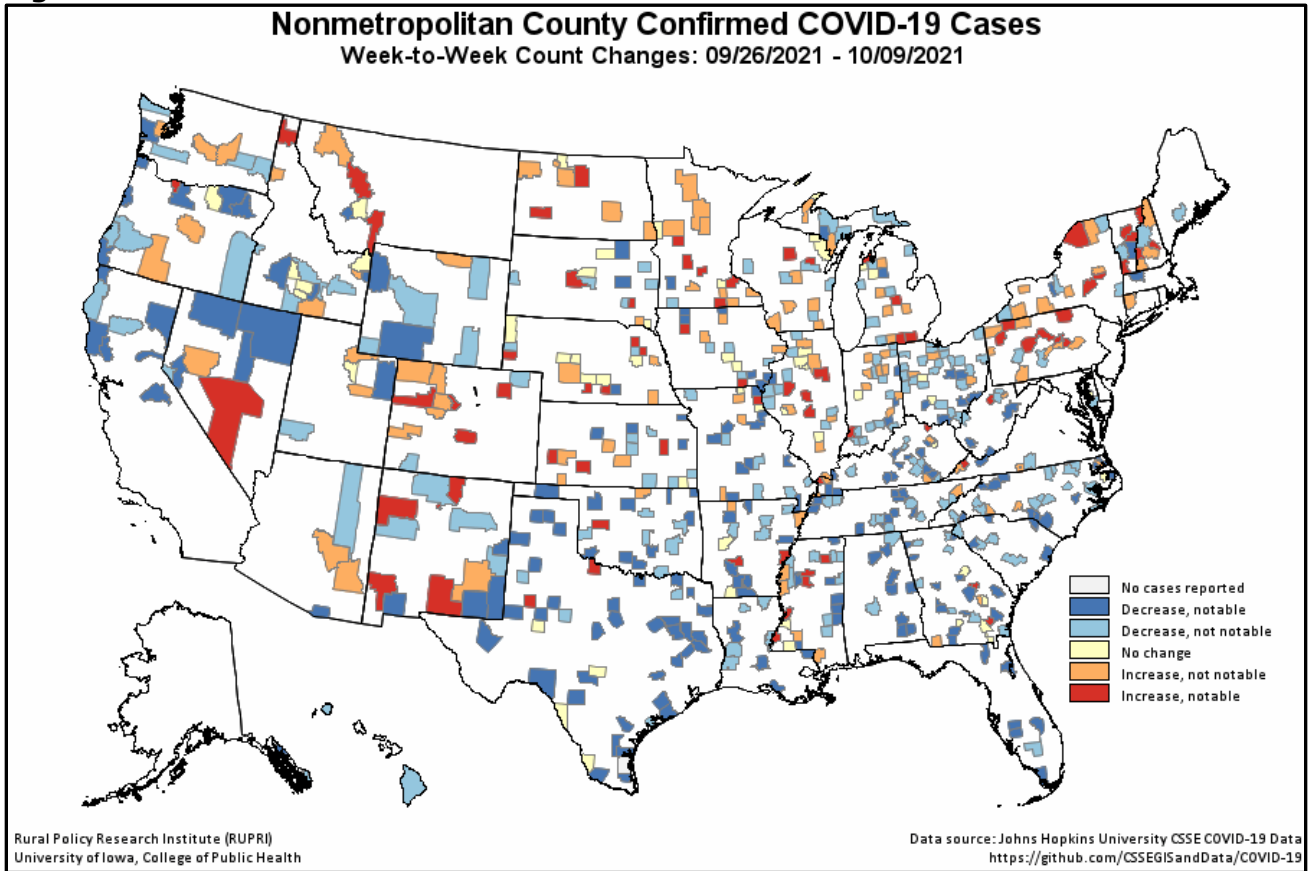 Nonmetropolitan County Confirmed COVID-19 Cases
Week-to-Week Count Changes: 09/26/2021 - 10/09/2021
No cases reported
Decrease, notable
Decrease, not notable
No change
Increase, not notable
Increase, notable
Rural Policy Research Institute (RUPRI)
University of Iowa, College of Public Health
Data source: Johns Hopkins University CSSE COVID-19 Data
https://github.com/CSSEGISandData/COVID-19